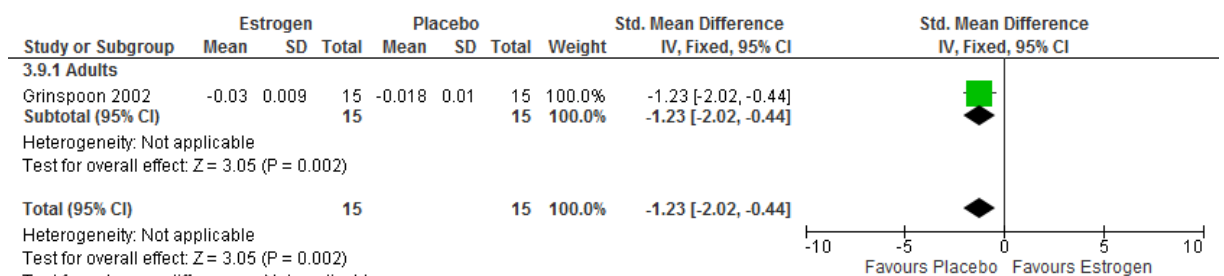 Estrogen Placebo Std. Mean Difference Std. Mean Difference
Study or Subgroup Mean SD Total Mean SD Total Weight IV, Fixed, 95% CI IV, Fixed, 95% CI
3.9.1 Adults
Grinspoon 2002 -0.03 0.009 15 -0.018 0.01 15 100.0% -1.23 [-2.02, -0.44]
Subtotal (95% CI) 15 15 100.0% -1.23 [-2.02, -0.44]
Heterogeneity: Not applicable
Test for overall effect: Z = 3.05 (P = 0.002)
Total (95% CI) 15 15 100.0% -1.23 [-2.02, -0.44]
Heterogeneity: Not applicable
Test for overall effect: Z = 3.05 (P = 0.002)
-10 -5 0 5 10
Favours Placebo Favours Estrogen